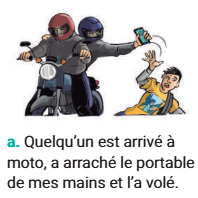 a. Quelqu'un est arrivé à
moto, a arraché le portable
de mes mains et l'a volé.